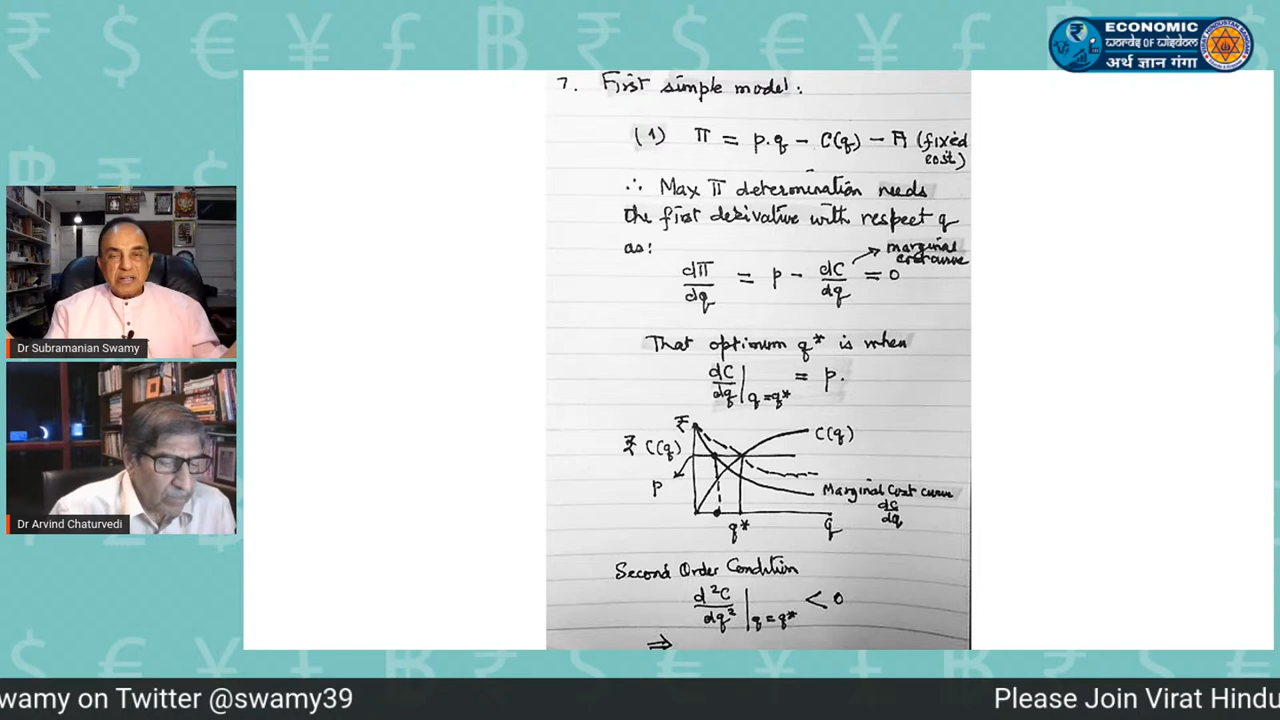 ECONOMIC
WORDS OF WISDOM
अर्थ ज्ञान गंगा
7. First simple model:
(1) π = p.q - C(q) - A (fixed cost)
∴ Max π determination needs
the first derivative with respect q
as:
marginal cost curve
dπ/dq = p - dC/dq = 0
That optimum q* is when
dC/dq | q=q* = p.
₹
₹ C(q)
C(q)
p
Marginal Cost curve
dc/dq
q*
q
Second Order Condition
d²C/dq² | q=q* < 0
⇒
Dr Subramanian Swamy
Dr Arvind Chaturvedi
wamy on Twitter @swamy39
Please Join Virat Hindu